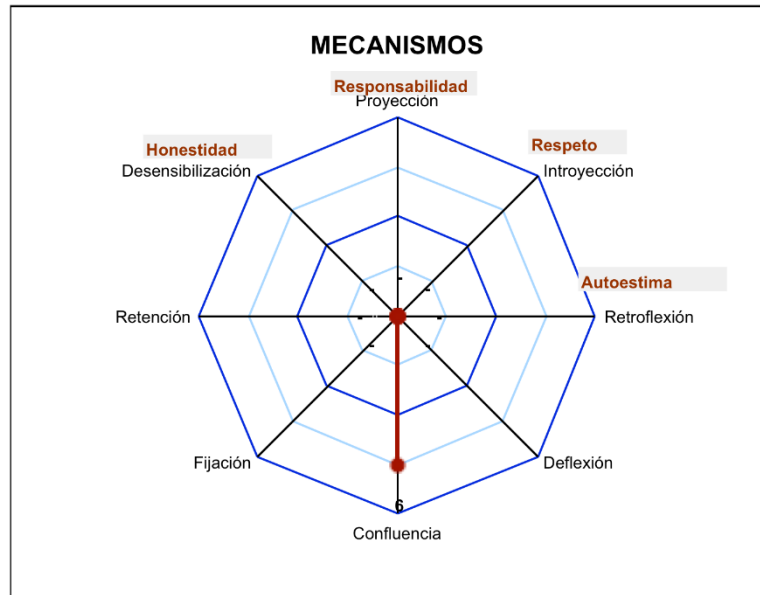 MECANISMOS
Responsabilidad
Proyección
Honestidad
Desensibilización
Respeto
Introyección
Autoestima
Retención
Retroflexión
Fijación
Deflexión
6
Confluencia